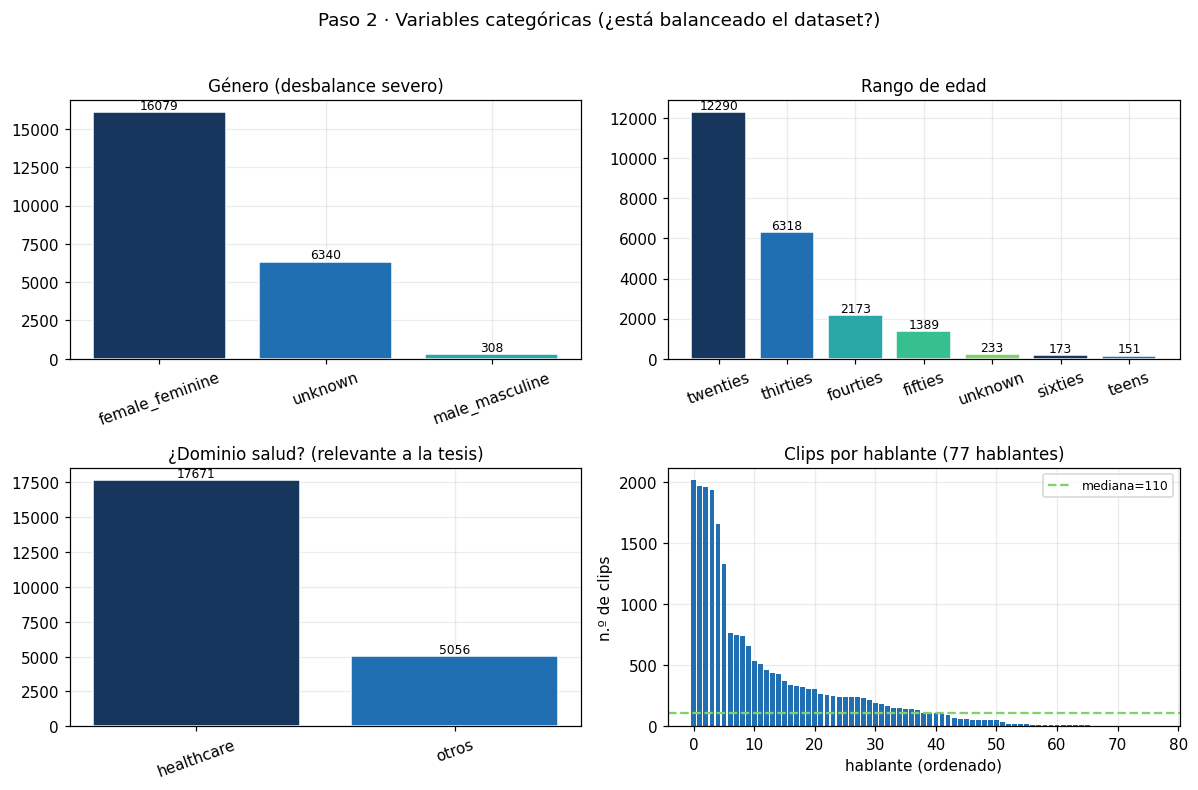 Paso 2 · Variables categóricas (¿está balanceado el dataset?)
Género (desbalance severo)
16079
6340
308
15000
12500
10000
7500
5000
2500
0
female_feminine
unknown
male_masculine
Rango de edad
12290
6318
2173
1389
233
173
151
12000
10000
8000
6000
4000
2000
0
twenties
thirties
fourties
fifties
unknown
sixties
teens
¿Dominio salud? (relevante a la tesis)
17671
5056
17500
15000
12500
10000
7500
5000
2500
0
healthcare
otros
Clips por hablante (77 hablantes)
mediana=110
n.º de clips
2000
1500
1000
500
0
0 10 20 30 40 50 60 70 80
hablante (ordenado)